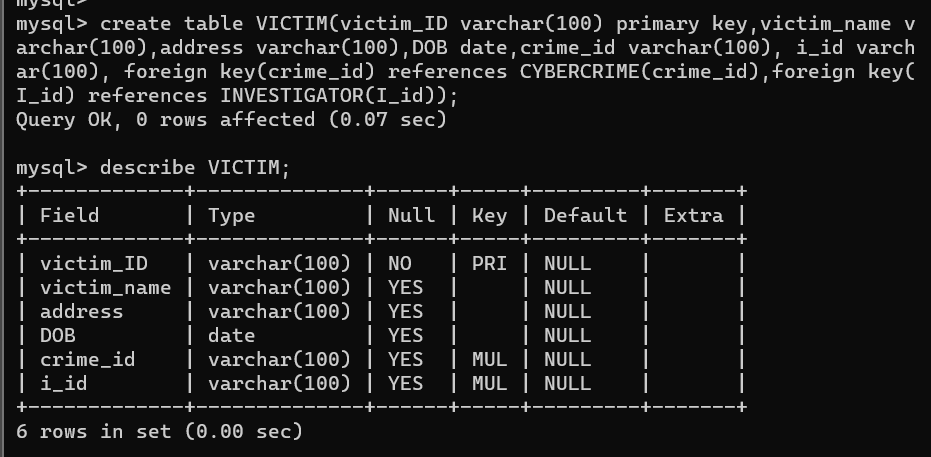 mysql>
mysql> create table VICTIM(victim_ID varchar(100) primary key,victim_name v
archar(100),address varchar(100),DOB date,crime_id varchar(100), i_id varch
ar(100), foreign key(crime_id) references CYBERCRIME(crime_id),foreign key(
I_id) references INVESTIGATOR(I_id));
Query OK, 0 rows affected (0.07 sec)
mysql> describe VICTIM;
+-------------+--------------+------+-----+---------+-------+
| Field       | Type         | Null | Key | Default | Extra |
+-------------+--------------+------+-----+---------+-------+
| victim_ID   | varchar(100) | NO   | PRI | NULL    |       |
| victim_name | varchar(100) | YES  |     | NULL    |       |
| address     | varchar(100) | YES  |     | NULL    |       |
| DOB         | date         | YES  |     | NULL    |       |
| crime_id    | varchar(100) | YES  | MUL | NULL    |       |
| i_id        | varchar(100) | YES  | MUL | NULL    |       |
+-------------+--------------+------+-----+---------+-------+
6 rows in set (0.00 sec)